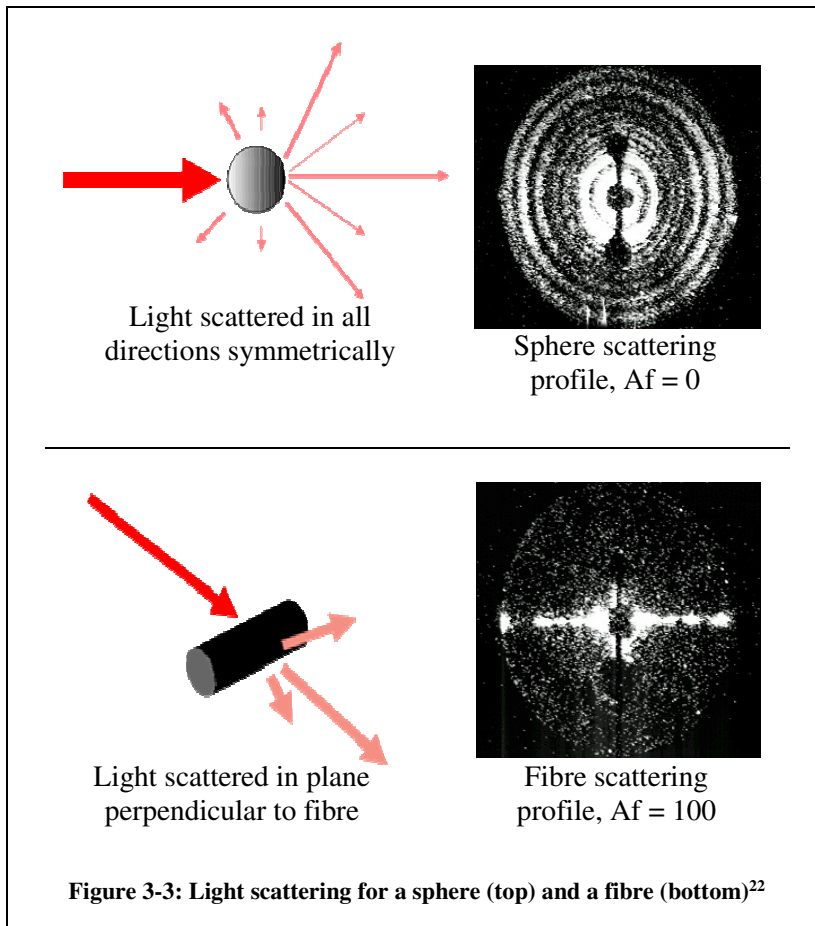 Light scattered in all
directions symmetrically
Sphere scattering
profile, Af = 0
Light scattered in plane
perpendicular to fibre
Fibre scattering
profile, Af = 100
Figure 3-3: Light scattering for a sphere (top) and a fibre (bottom)22